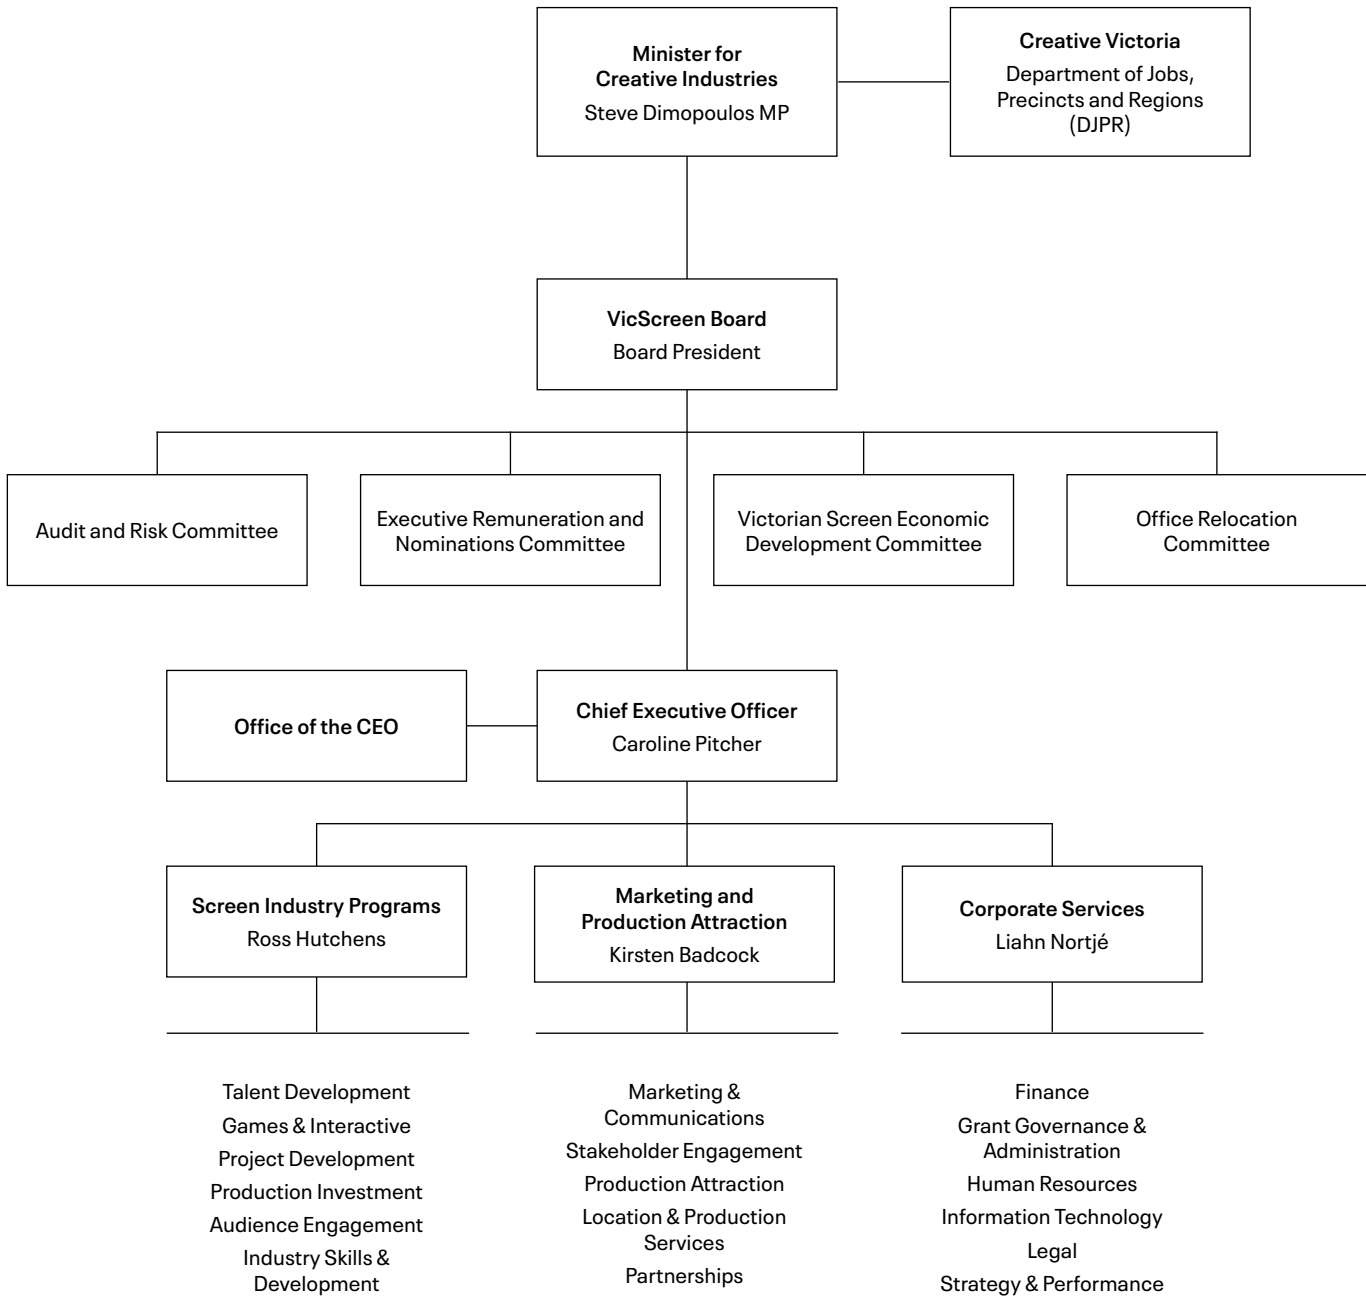 Minister for
Creative Industries
Steve Dimopoulos MP
Creative Victoria
Department of Jobs,
Precincts and Regions
(DJPR)
VicScreen Board
Board President
Audit and Risk Committee
Executive Remuneration and
Nominations Committee
Victorian Screen Economic
Development Committee
Office Relocation
Committee
Office of the CEO
Chief Executive Officer
Caroline Pitcher
Screen Industry Programs
Ross Hutchens
Marketing and
Production Attraction
Kirsten Badcock
Corporate Services
Liahn Nortjé
Talent Development
Games & Interactive
Project Development
Production Investment
Audience Engagement
Industry Skills &
Development
Marketing &
Communications
Stakeholder Engagement
Production Attraction
Location & Production
Services
Partnerships
Finance
Grant Governance &
Administration
Human Resources
Information Technology
Legal
Strategy & Performance